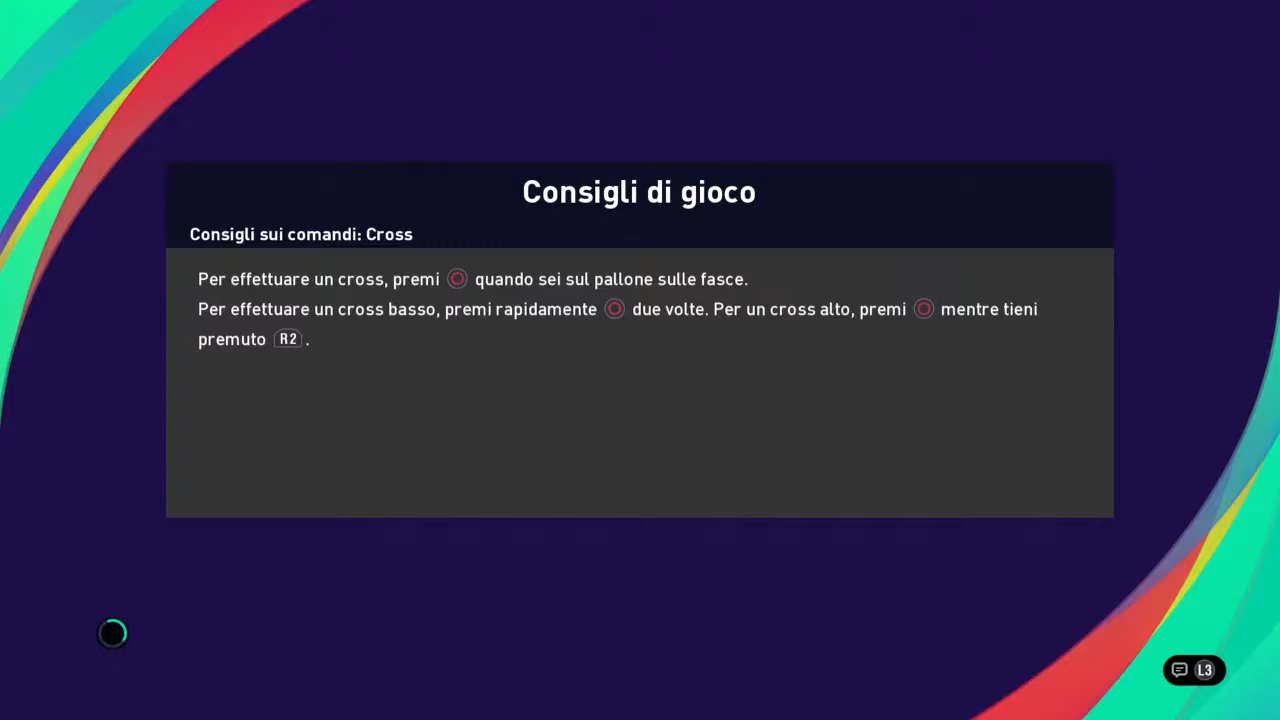 Consigli di gioco
Consigli sui comandi: Cross
Per effettuare un cross, premi ◯ quando sei sul pallone sulle fasce.
Per effettuare un cross basso, premi rapidamente ◯ due volte. Per un cross alto, premi ◯ mentre tieni
premuto R2.
L3